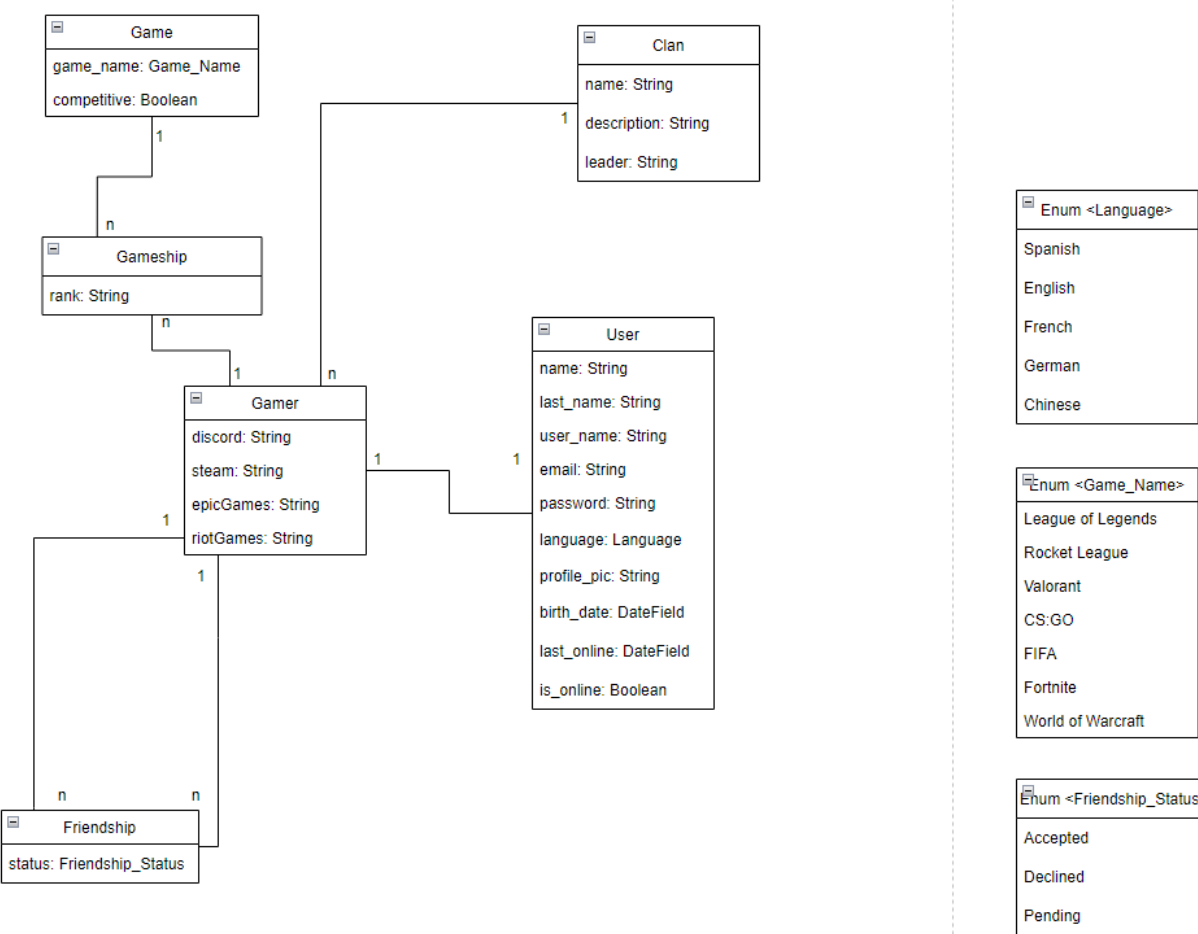 Game
game_name: Game_Name
competitive: Boolean
1
n
Gameship
rank: String
n
1
Clan
name: String
description: String
leader: String
1
n
Gamer
discord: String
steam: String
epicGames: String
riotGames: String
1
1
User
name: String
last_name: String
user_name: String
email: String
password: String
language: Language
profile_pic: String
birth_date: DateField
last_online: DateField
is_online: Boolean
1
1
n
n
Friendship
status: Friendship_Status
Enum <Language>
Spanish
English
French
German
Chinese
Enum <Game_Name>
League of Legends
Rocket League
Valorant
CS:GO
FIFA
Fortnite
World of Warcraft
Enum <Friendship_Status
Accepted
Declined
Pending